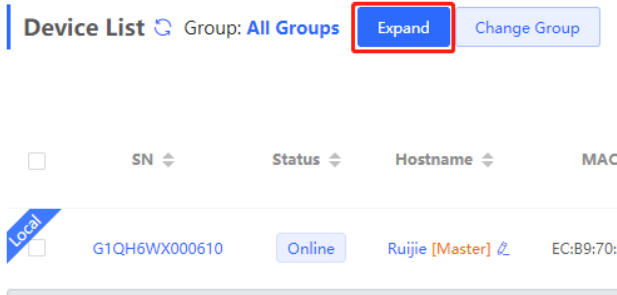 Device List Group: All Groups Expand Change Group
SN Status Hostname MAC
Local
G1QH6WX000610 Online Ruijie [Master] EC:B9:70: